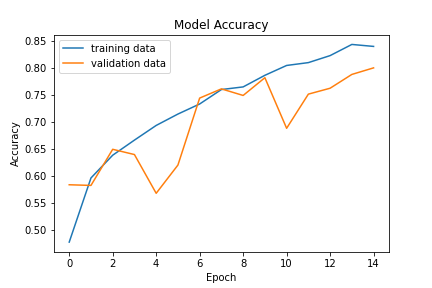 Model Accuracy
training data
validation data
Accuracy
0.85
0.80
0.75
0.70
0.65
0.60
0.55
0.50
0 2 4 6 8 10 12 14
Epoch